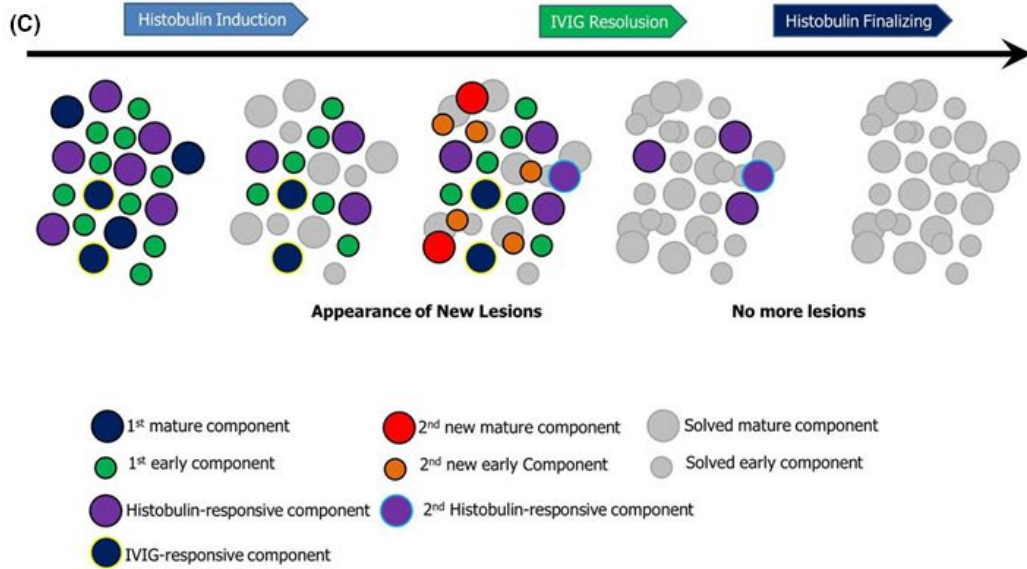 (C)
Histobulin Induction
IVIG Resolusion
Histobulin Finalizing
Appearance of New Lesions
No more lesions
1st mature component
2nd new mature component
Solved mature component
1st early component
2nd new early Component
Solved early component
Histobulin-responsive component
2nd Histobulin-responsive component
IVIG-responsive component